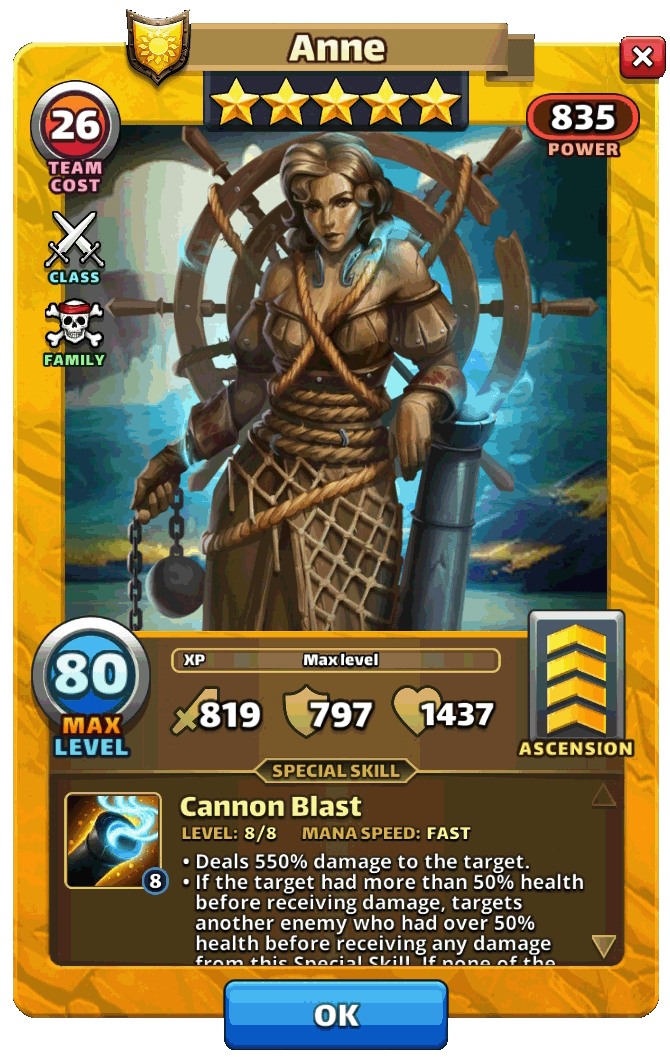 Anne
26
TEAM
COST
835
POWER
CLASS
FAMILY
80
MAX
LEVEL
XP Max level
819 797 1437
ASCENSION
SPECIAL SKILL
Cannon Blast
LEVEL: 8/8 MANA SPEED: FAST
8
• Deals 550% damage to the target.
• If the target had more than 50% health
before receiving damage, targets
another enemy who had over 50%
health before receiving any damage
from this Special Skill. If none of the
OK